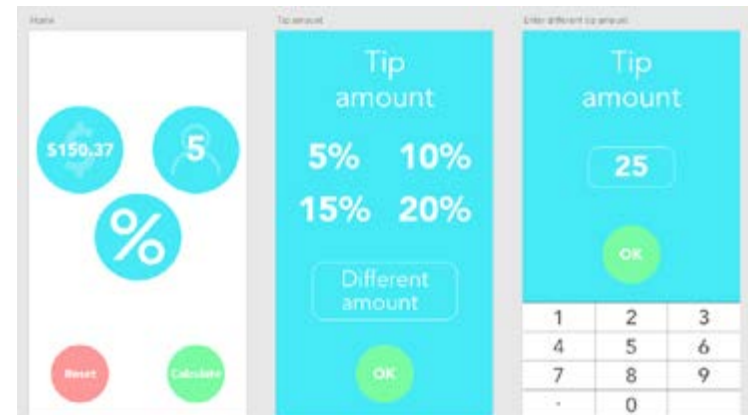 Home
Tip amount
Enter different tip amount
$150.37
5
%
Reset
Calculate
Tip
amount
5% 10%
15% 20%
Different
amount
OK
Tip
amount
25
OK
1 2 3
4 5 6
7 8 9
. 0